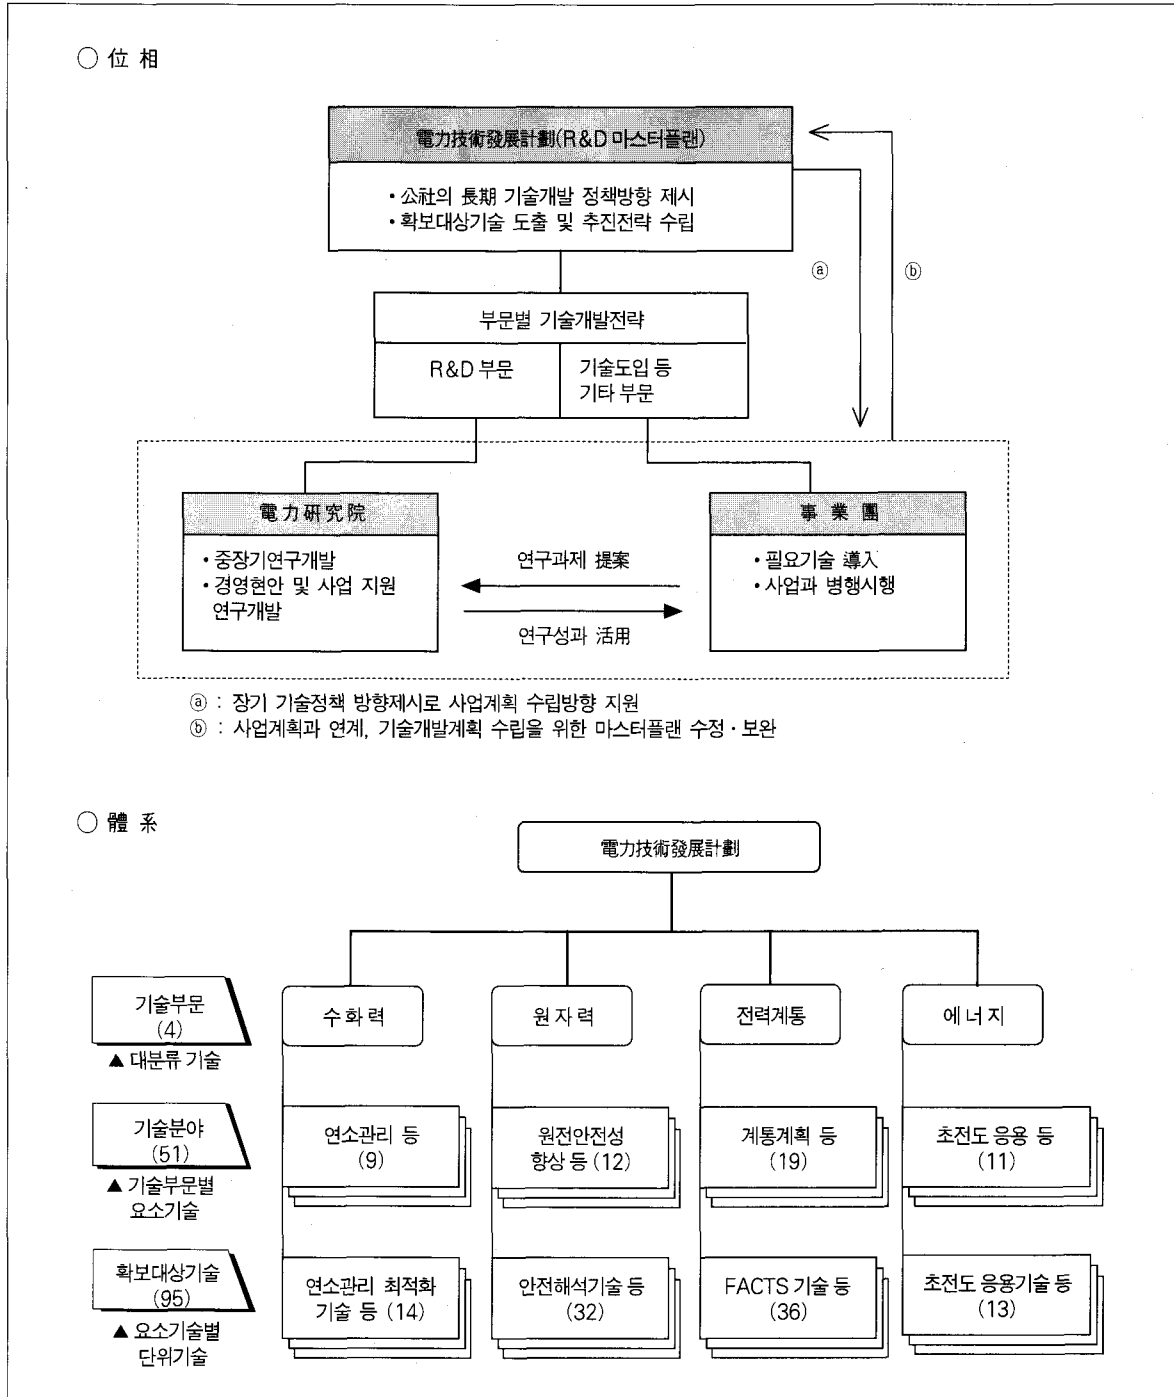 ○ 位 相
電力技術發展計劃(R&D 마스터플랜)
• 公社의 長期 기술개발 정책방향 제시
• 확보대상기술 도출 및 추진전략 수립
ⓐ
ⓑ
부문별 기술개발전략
R&D 부문
기술도입 등
기타 부문
電力硏究院
• 중장기연구개발
• 경영현안 및 사업 지원
연구개발
연구과제 提案
연구성과 活用
事 業 團
• 필요기술 導入
• 사업과 병행시행
ⓐ : 장기 기술정책 방향제시로 사업계획 수립방향 지원
ⓑ : 사업계획과 연계, 기술개발계획 수립을 위한 마스터플랜 수정 · 보완
○ 體 系
電力技術發展計劃
기술부문
(4)
▲ 대분류 기술
수화력
원자력
전력계통
에너지
기술분야
(51)
▲ 기술부문별
요소기술
연소관리 등
(9)
원전안전성
향상 등 (12)
계통계획 등
(19)
초전도 응용 등
(11)
확보대상기술
(95)
▲ 요소기술별
단위기술
연소관리 최적화
기술 등 (14)
안전해석기술 등
(32)
FACTS 기술 등
(36)
초전도 응용기술 등
(13)